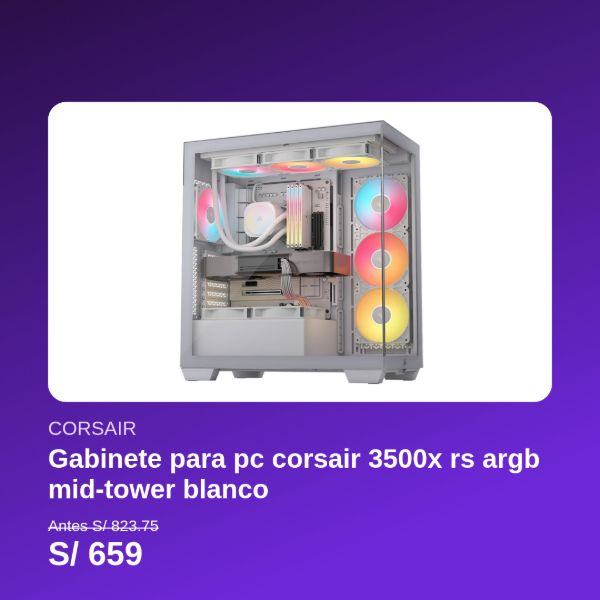 CORSAIR
Gabinete para pc corsair 3500x rs argb
mid-tower blanco
Antes S/ 823.75
S/ 659